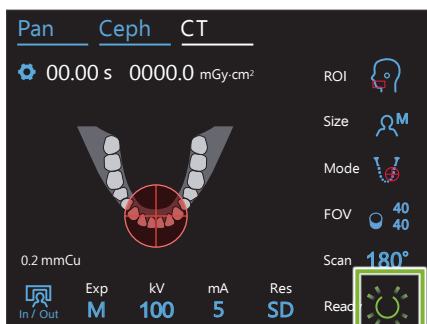 Pan Ceph CT
00.00 s 0000.0 mGy·cm²
ROI
Size M
Mode
FOV 40
40
0.2 mmCu
Scan 180°
Exp kV mA Res
In / Out M 100 5 SD
Ready